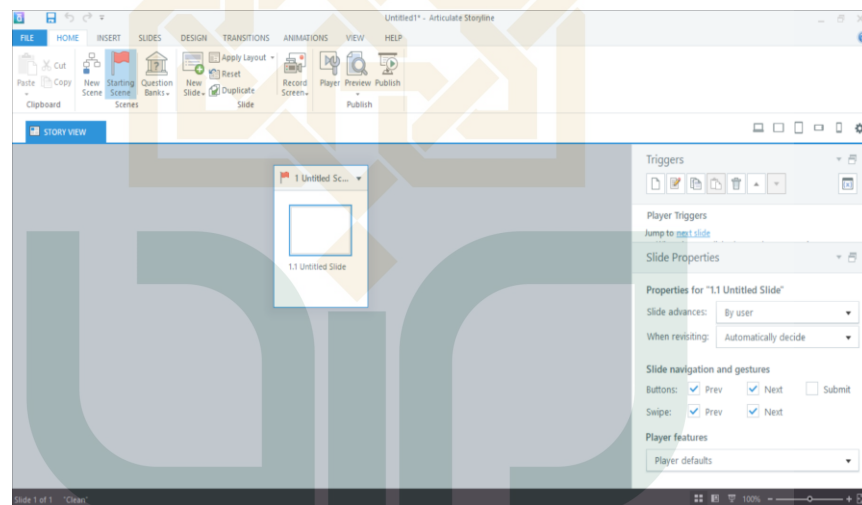 Untitled1* - Articulate Storyline
FILE HOME INSERT SLIDES DESIGN TRANSITIONS ANIMATIONS VIEW HELP
Paste Cut Copy
Clipboard
New Scene Starting Scene Question Banks
Scenes
New Slide Apply Layout Reset Duplicate
Slide
Record Screen
Player Preview Publish
Publish
STORY VIEW
1 Untitled Sc...
1.1 Untitled Slide
Triggers
Player Triggers
Jump to next slide
Slide Properties
Properties for "1.1 Untitled Slide"
Slide advances: By user
When revisiting: Automatically decide
Slide navigation and gestures
Buttons: Prev Next Submit
Swipe: Prev Next
Player features
Player defaults
Slide 1 of 1 "Clean" 100%